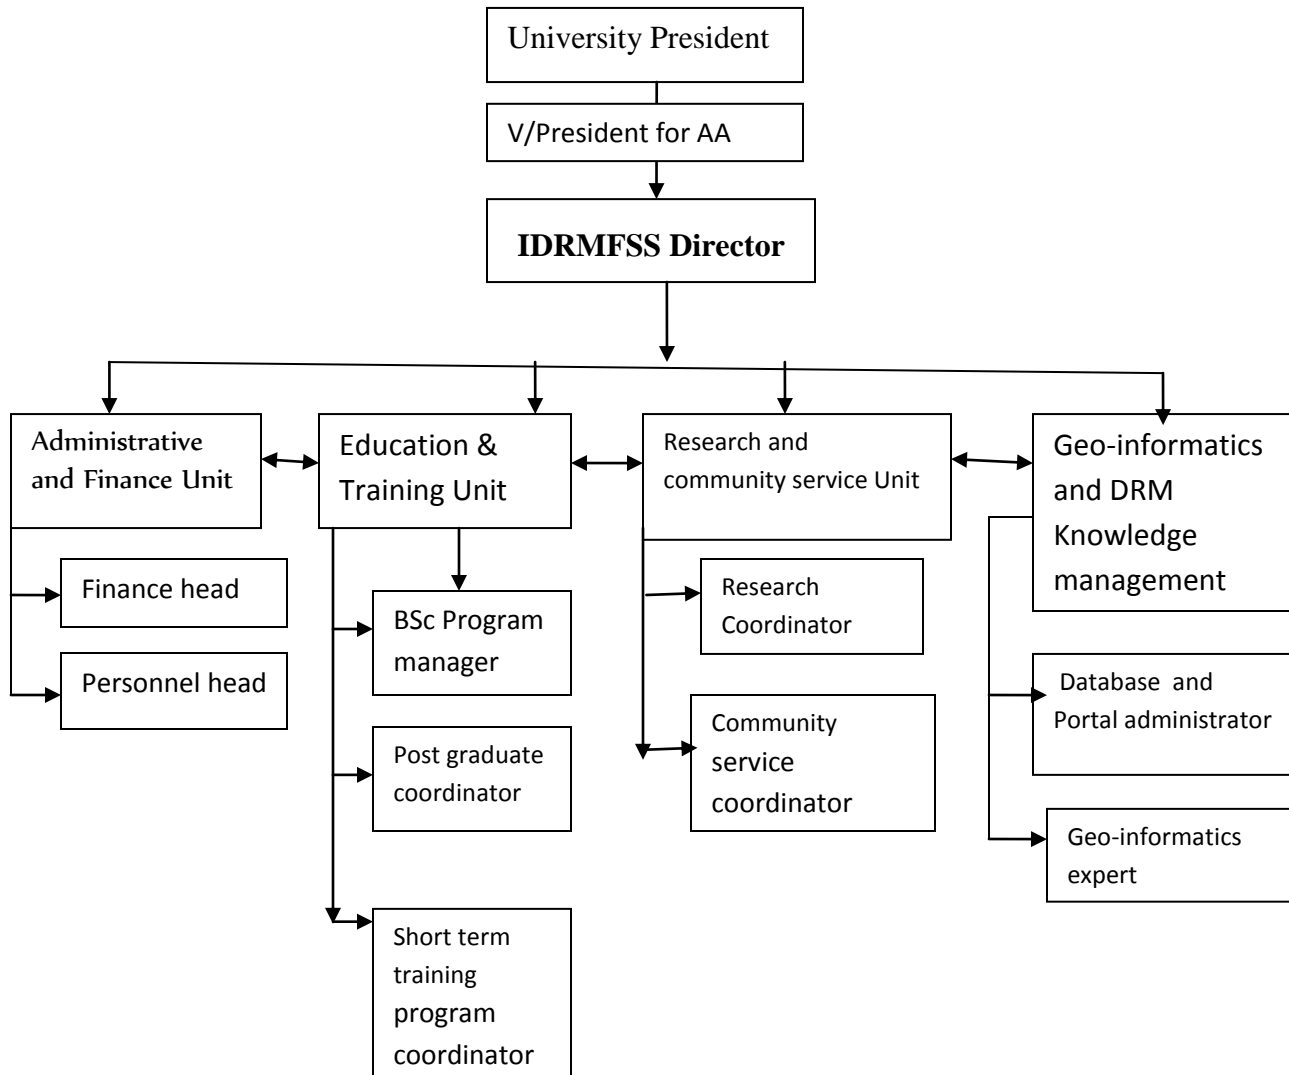 University President
V/President for AA
IDRMFSS Director
Administrative
and Finance Unit
Education &
Training Unit
Research and
community service Unit
Geo-informatics
and DRM
Knowledge
management
Finance head
Personnel head
BSc Program
manager
Post graduate
coordinator
Short term
training
program
coordinator
Research
Coordinator
Community
service
coordinator
Database and
Portal administrator
Geo-informatics
expert